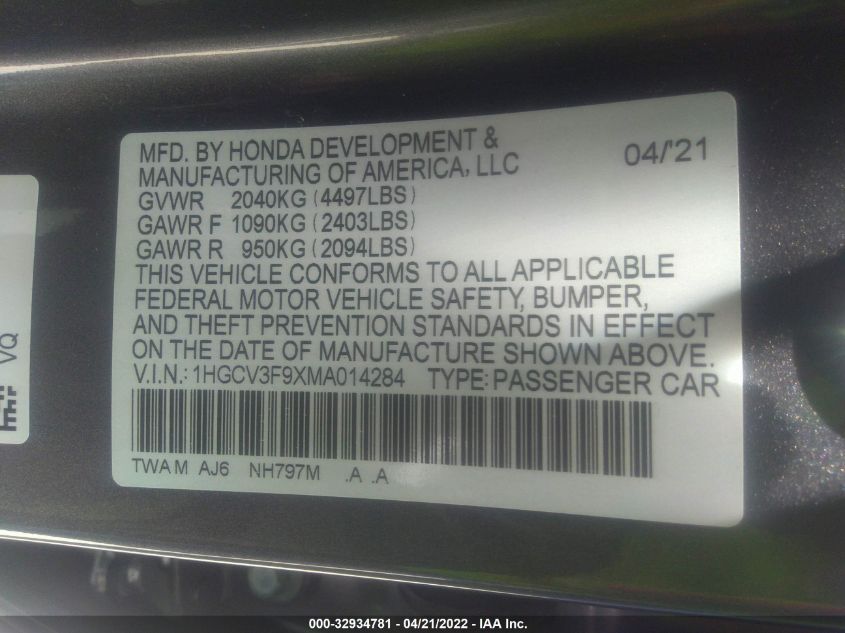 MFD. BY HONDA DEVELOPMENT & 04/'21
MANUFACTURING OF AMERICA, LLC
GVWR 2040KG (4497LBS)
GAWR F 1090KG (2403LBS)
GAWR R 950KG (2094LBS)
THIS VEHICLE CONFORMS TO ALL APPLICABLE
FEDERAL MOTOR VEHICLE SAFETY, BUMPER,
AND THEFT PREVENTION STANDARDS IN EFFECT
ON THE DATE OF MANUFACTURE SHOWN ABOVE.
V.I.N.: 1HGCV3F9XMA014284 TYPE: PASSENGER CAR
TWA M AJ6 NH797M .A .A
VQ
000-32934781 - 04/21/2022 - IAA Inc.